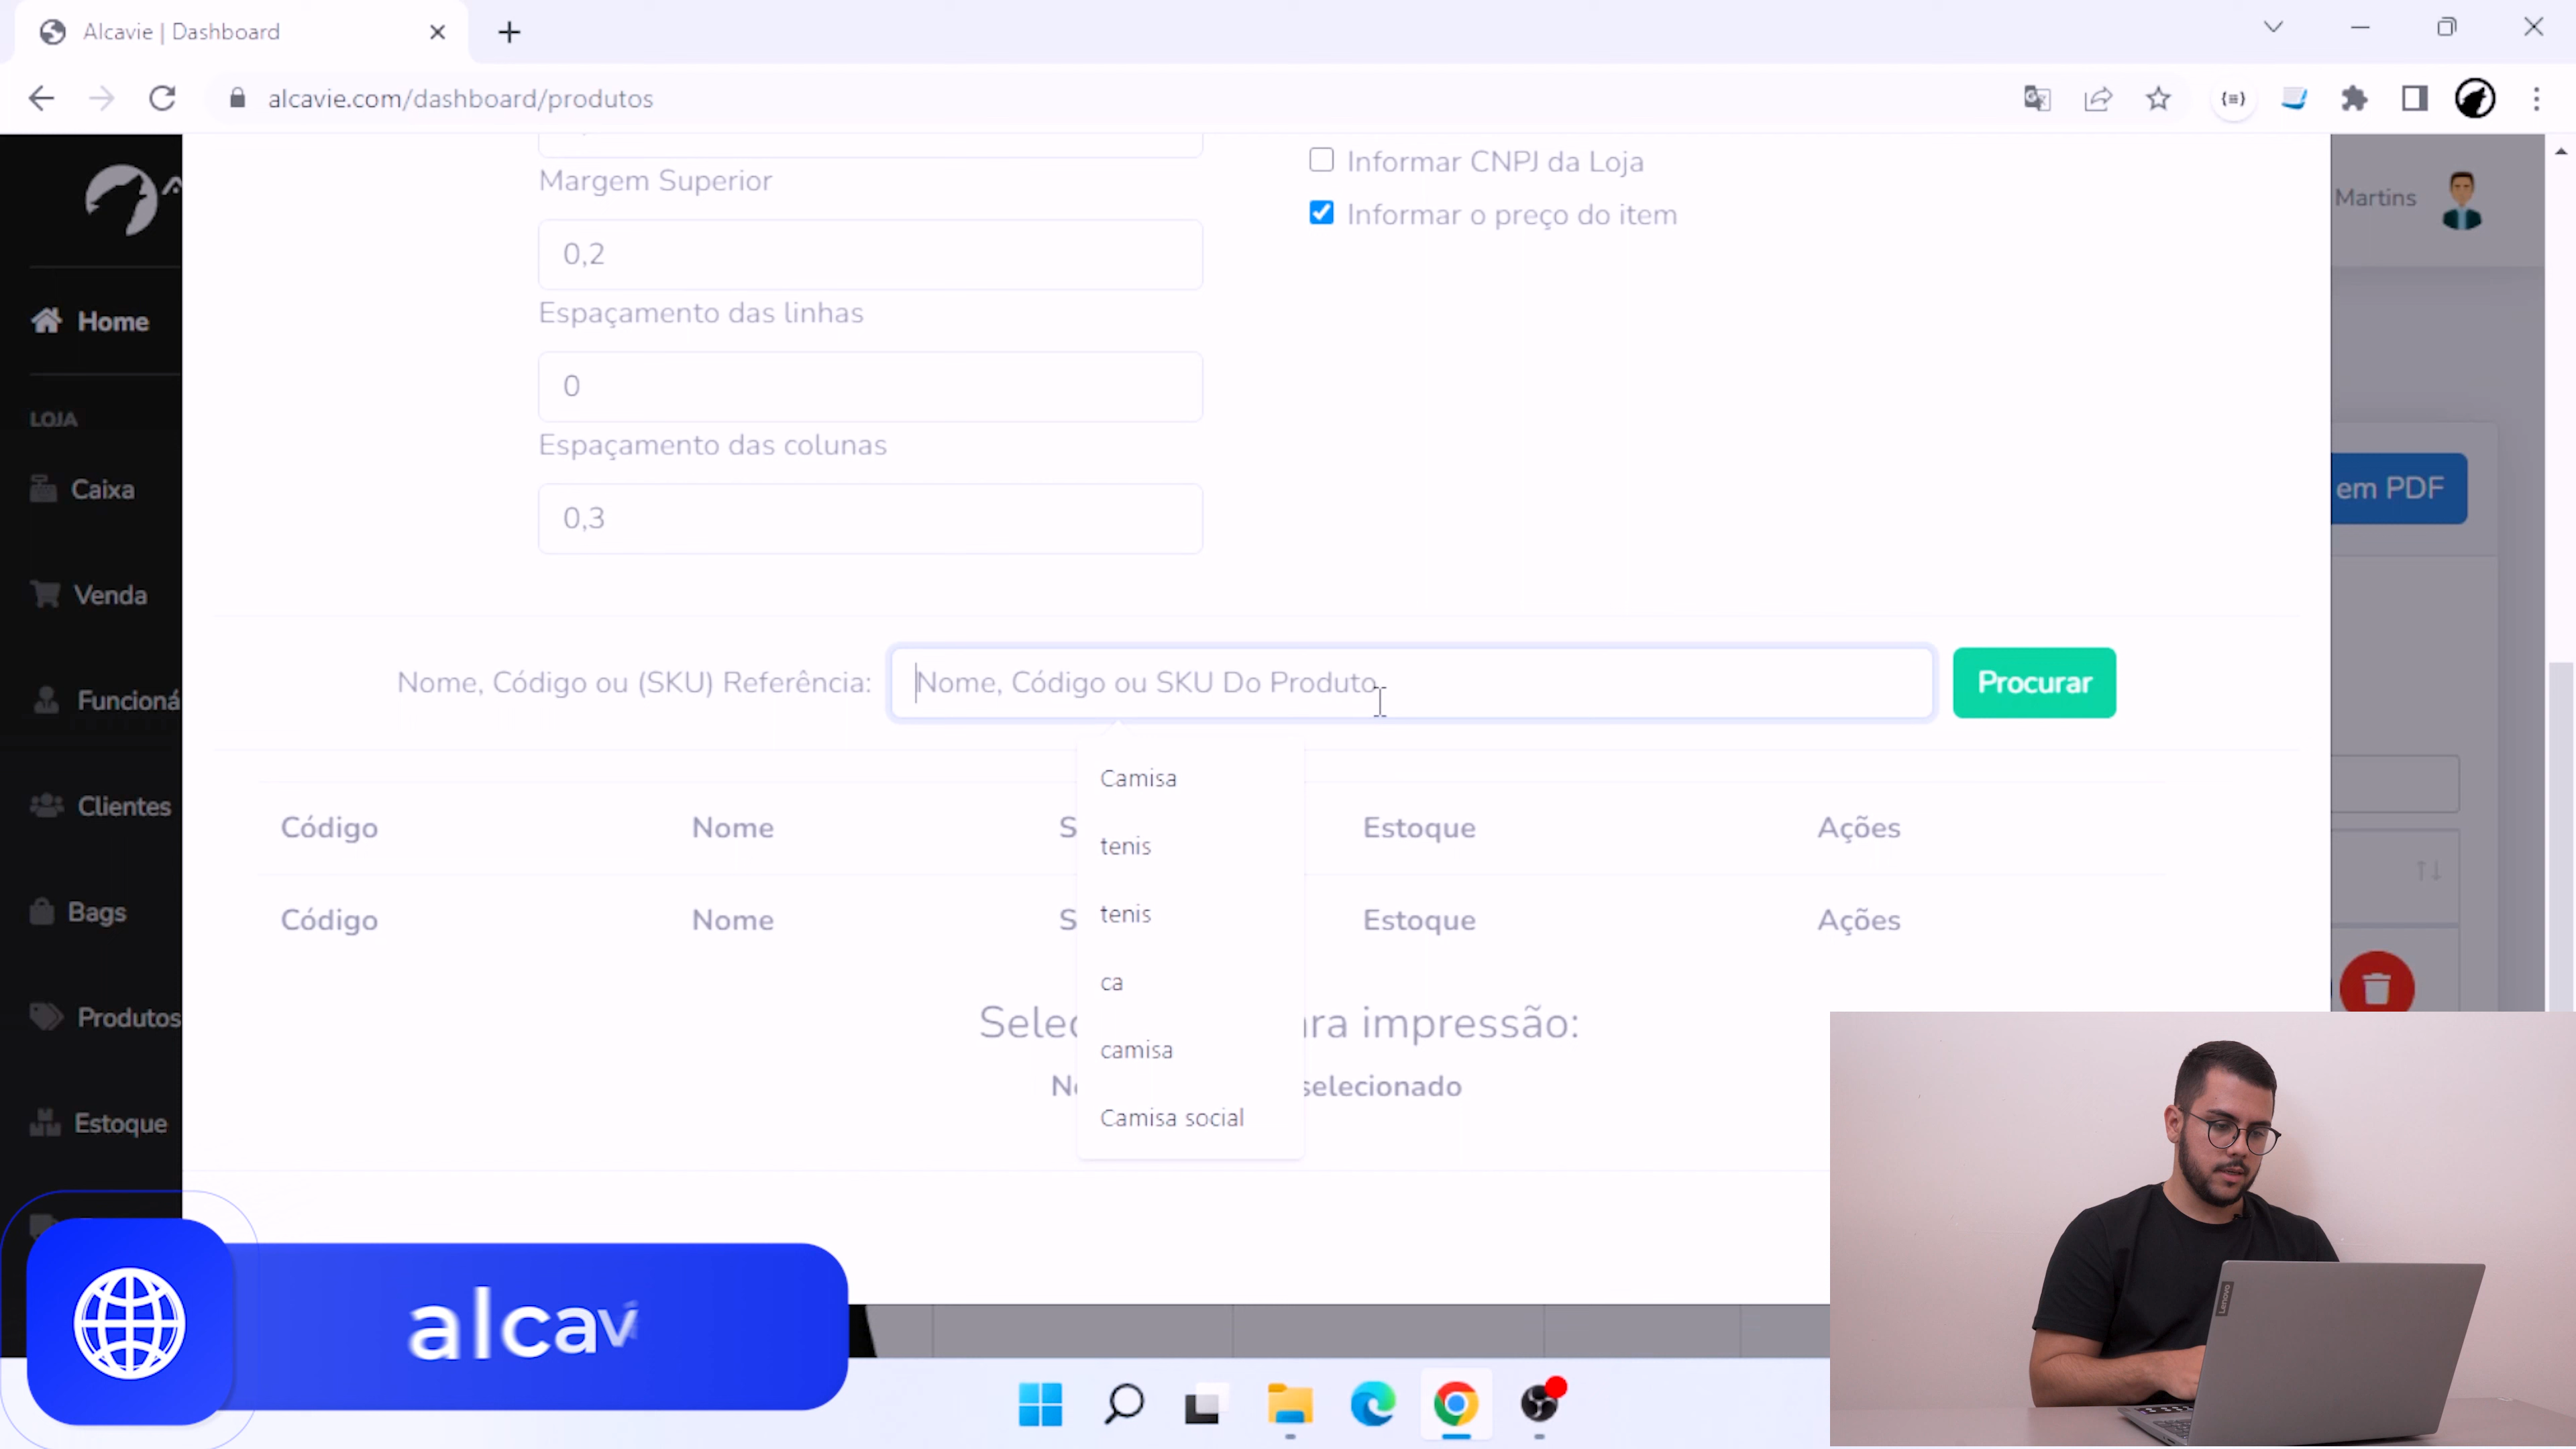 Alcavie | Dashboard
alcavie.com/dashboard/produtos
Informar CNPJ da Loja
Margem Superior
Martins
Informar o preço do item
0,2
Home
Espaçamento das linhas
0
LOJA
Espaçamento das colunas
Caixa
em PDF
0,3
Venda
Nome, Código ou (SKU) Referência:
Nome, Código ou SKU Do Produto
Procurar
Funcioná
Camisa
Clientes
Código Nome S Estoque Ações
tenis
tenis
Bags
Código Nome S Estoque Ações
ca
Produtos
Selec ra impressão:
camisa
selecionado
Camisa social
Estoque
alcav
Lenovo